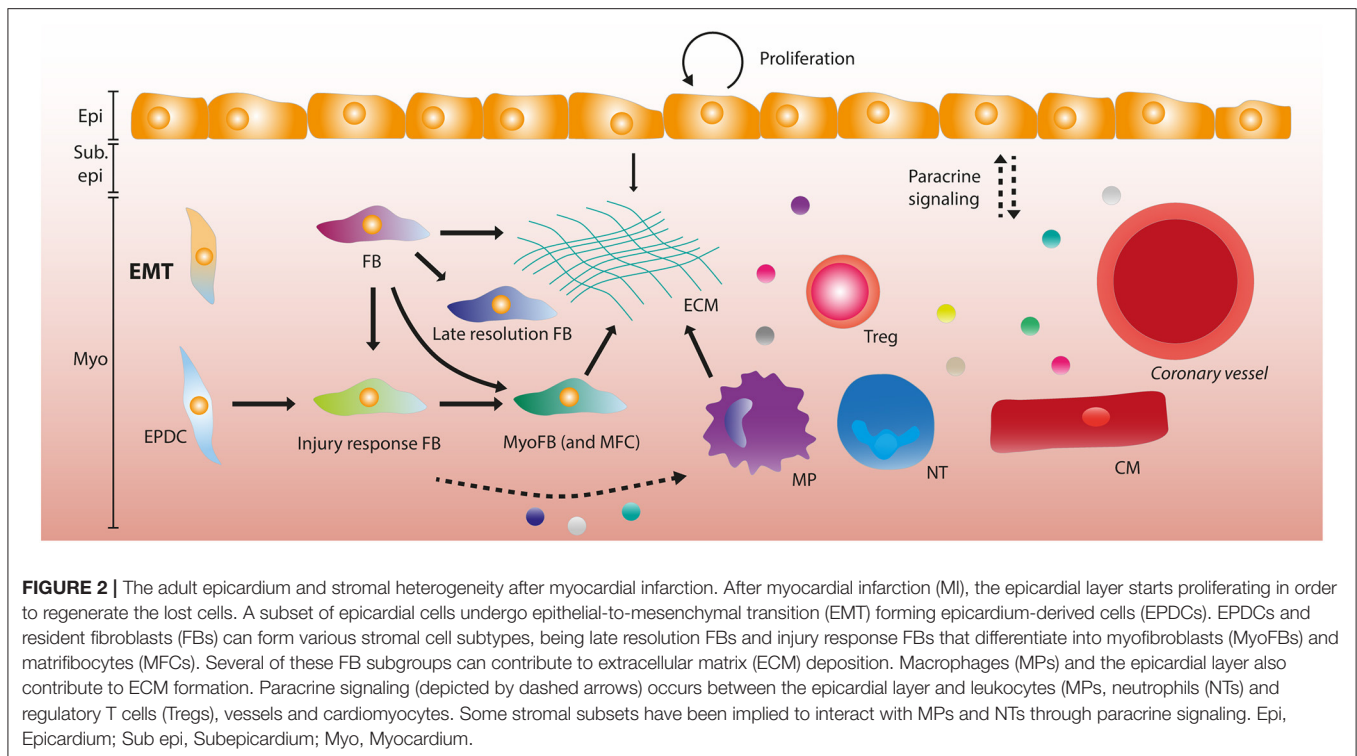 Proliferation
Epi
Sub.
epi
Paracrine
signaling
EMT
FB
ECM
Late resolution FB
Treg
Myo
Coronary vessel
EPDC
Injury response FB
MyoFB (and MFC)
MP
NT
CM
FIGURE 2 | The adult epicardium and stromal heterogeneity after myocardial infarction. After myocardial infarction (MI), the epicardial layer starts proliferating in order
to regenerate the lost cells. A subset of epicardial cells undergo epithelial-to-mesenchymal transition (EMT) forming epicardium-derived cells (EPDCs). EPDCs and
resident fibroblasts (FBs) can form various stromal cell subtypes, being late resolution FBs and injury response FBs that differentiate into myofibroblasts (MyoFBs) and
matrifibocytes (MFCs). Several of these FB subgroups can contribute to extracellular matrix (ECM) deposition. Macrophages (MPs) and the epicardial layer also
contribute to ECM formation. Paracrine signaling (depicted by dashed arrows) occurs between the epicardial layer and leukocytes (MPs, neutrophils (NTs) and
regulatory T cells (Tregs), vessels and cardiomyocytes. Some stromal subsets have been implied to interact with MPs and NTs through paracrine signaling. Epi,
Epicardium; Sub epi, Subepicardium; Myo, Myocardium.